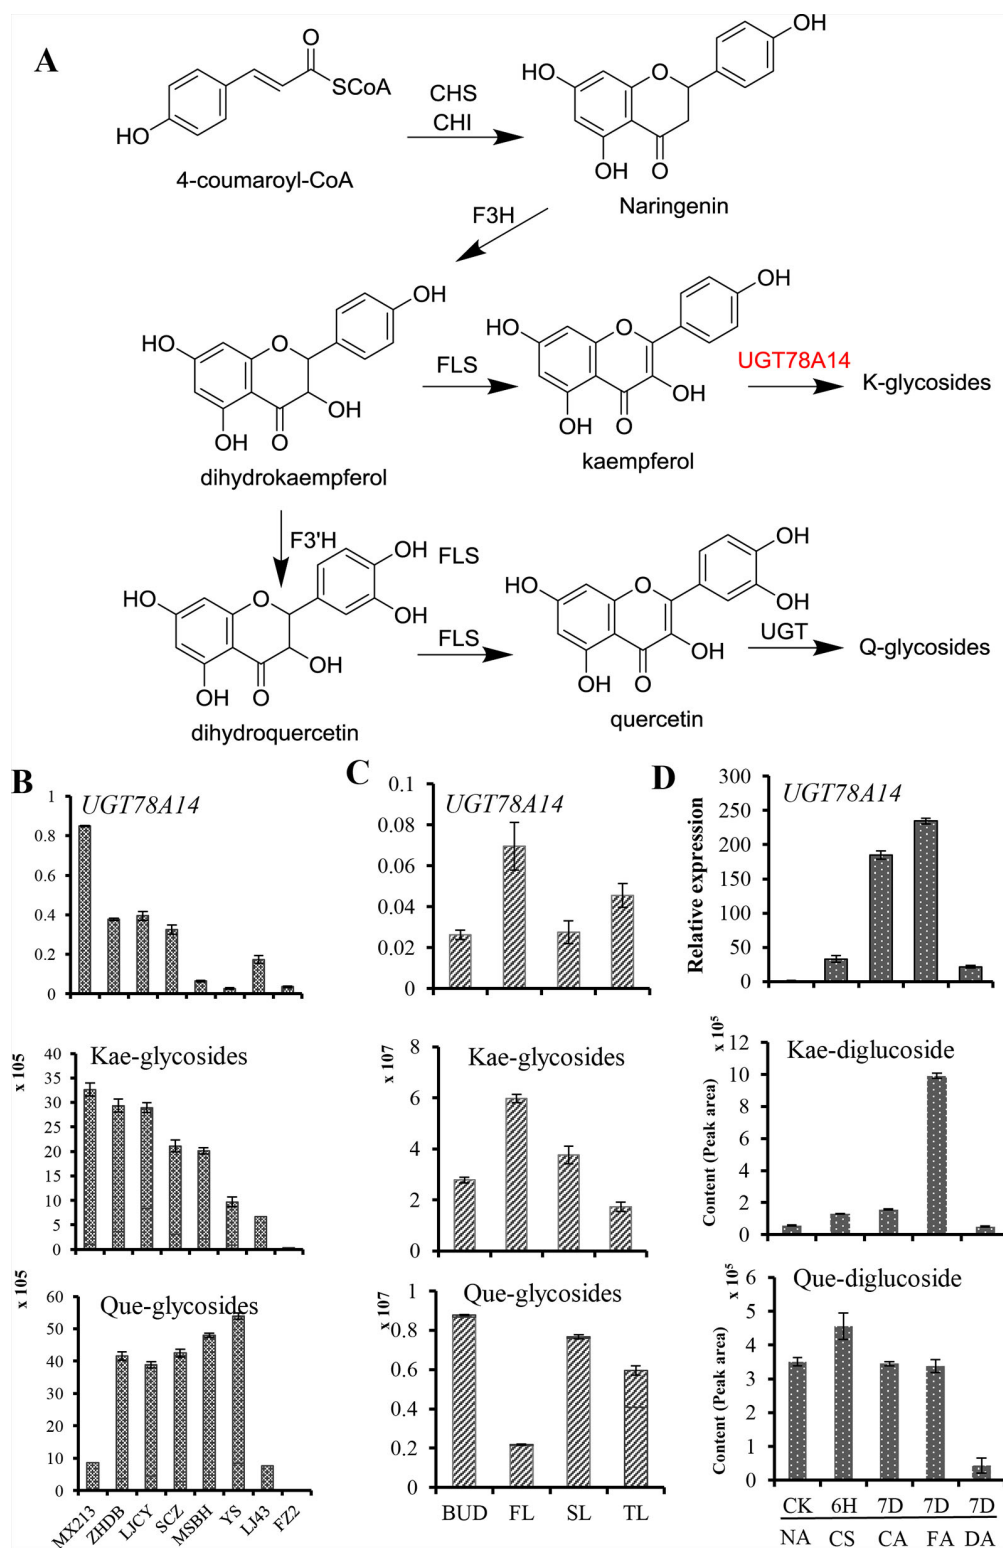 A
O
SCoA
HO
4-coumaroyl-CoA
CHS
CHI
OH
HO
O
OH
O
Naringenin
F3H
OH
HO
O
OH
OH
O
dihydrokaempferol
FLS
OH
HO
O
OH
OH
O
kaempferol
UGT78A14
K-glycosides
F3'H
OH
OH
HO
O
OH
OH
O
dihydroquercetin
FLS
FLS
OH
OH
HO
O
OH
OH
O
quercetin
UGT
Q-glycosides
B
UGT78A14
1
0.8
0.6
0.4
0.2
0
x 105
Kae-glycosides
40
35
30
25
20
15
10
5
0
x 105
Que-glycosides
60
50
40
30
20
10
0
MX213
ZHDB
LJCY
SCZ
MSBH
YS
LJ43
FZ2
C
UGT78A14
0.1
0.08
0.06
0.04
0.02
0
x 107
Kae-glycosides
8
6
4
2
0
x 107
Que-glycosides
1
0.8
0.6
0.4
0.2
0
BUD FL SL TL
D
UGT78A14
Relative expression
300
250
200
150
100
50
0
x 10⁵
Kae-diglucoside
Content (Peak area)
12
10
8
6
4
2
0
x 10⁵
Que-diglucoside
Content (Peak area)
6
5
4
3
2
1
0
CK 6H 7D 7D 7D
NA CS CA FA DA